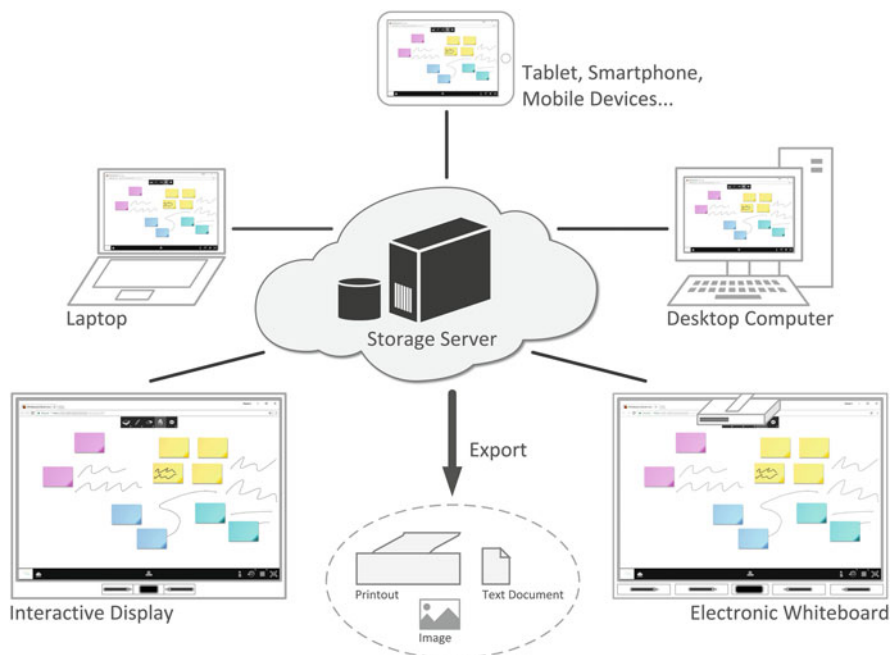 Tablet, Smartphone,
Mobile Devices...
Laptop
Storage Server
Desktop Computer
Export
Interactive Display
Printout
Text Document
Image
Electronic Whiteboard